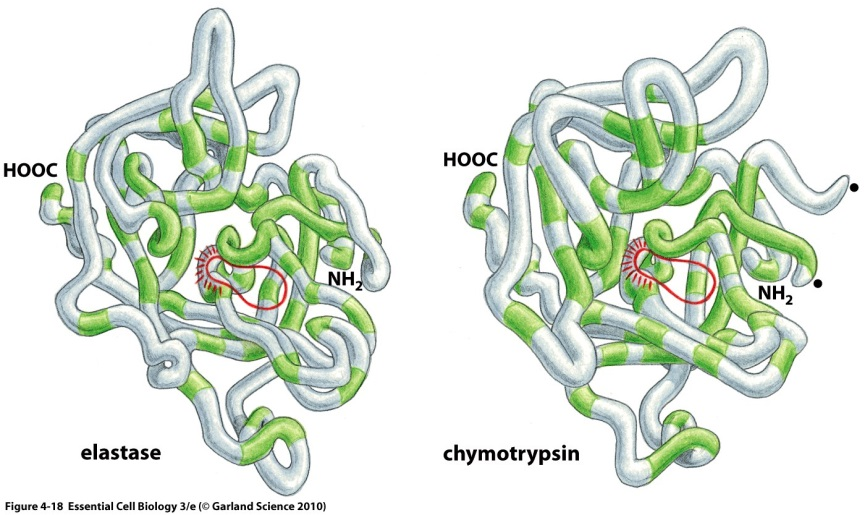 HOOC
NH2
elastase
HOOC
NH2
chymotrypsin
Figure 4-18 Essential Cell Biology 3/e (© Garland Science 2010)